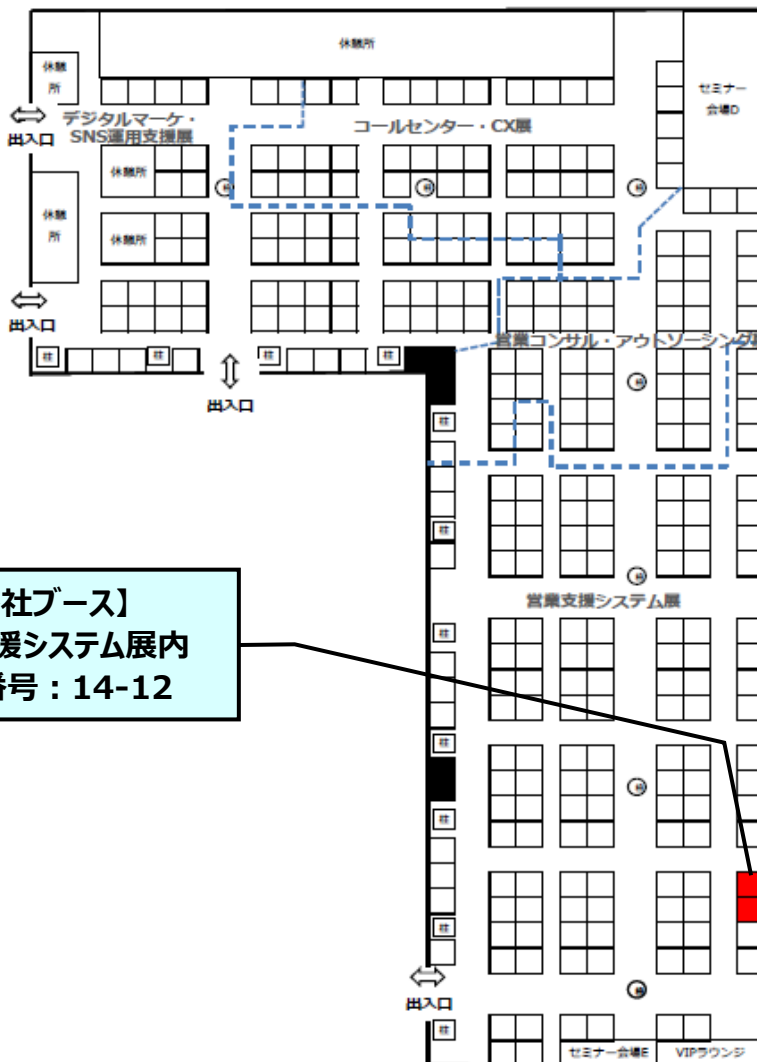 休憩所
休憩
所
セミナー
会場D
出入口
デジタルマーケ・
SNS運用支援展
コールセンター・CX展
休憩所
休憩
所
休憩所
出入口
営業コンサル・アウトソーシング
柱
柱
柱
柱
出入口
柱
柱
社ブース】
援システム展内
番号：14-12
営業支援システム展
柱
柱
柱
柱
出入口
柱
セミナー会場E
VIPラウンジ